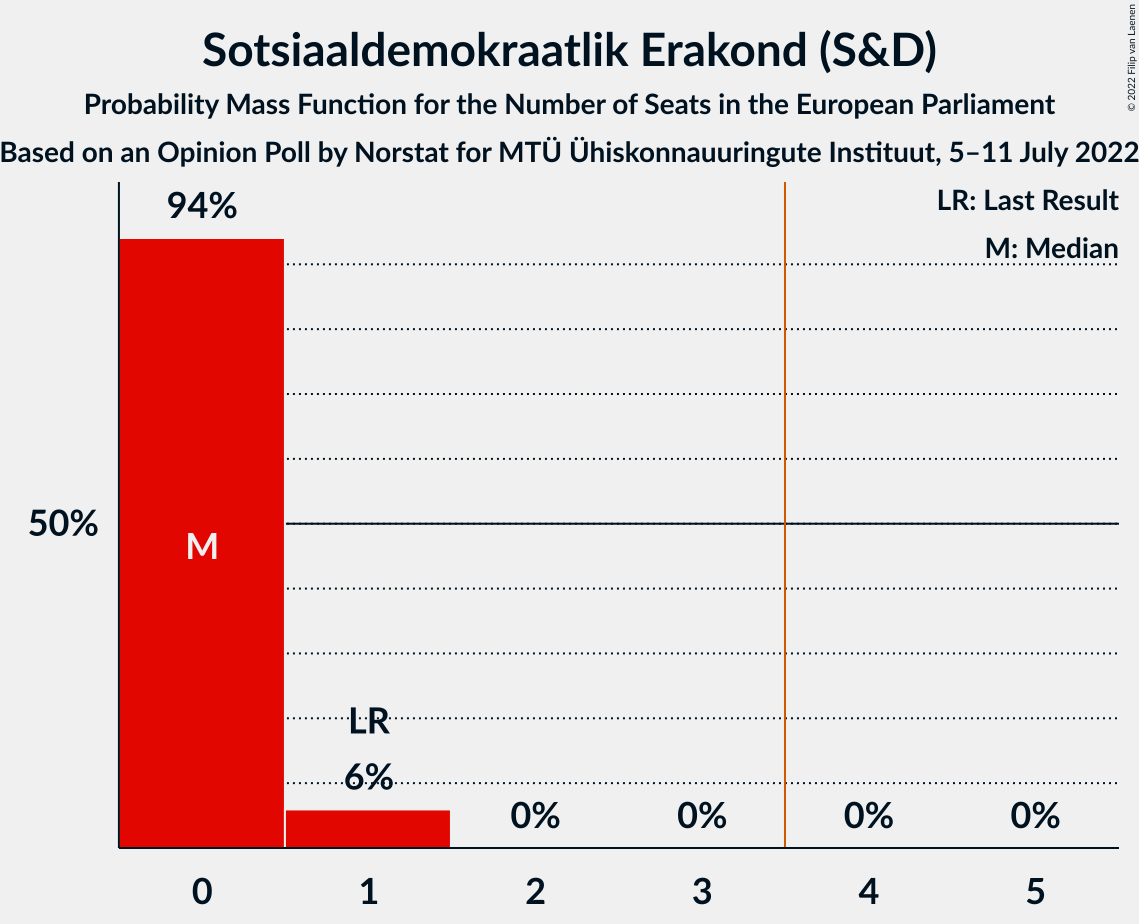 Sotsiaaldemokraatlik Erakond (S&D)
Probability Mass Function for the Number of Seats in the European Parliament
Based on an Opinion Poll by Norstat for MTÜ Ühiskonnauuringute Instituut, 5–11 July 2022
© 2022 Filip van Laenen
LR: Last Result
M: Median
94%
50%
M
LR
6%
0%
0%
0%
0%
0
1
2
3
4
5